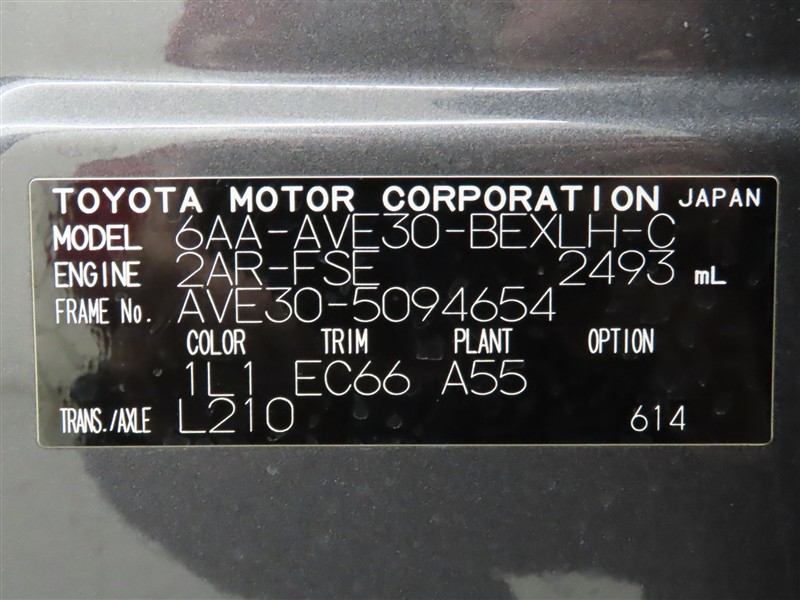 TOYOTA MOTOR CORPORATION JAPAN
MODEL 6AA-AVE30-BEXLH-C
ENGINE 2AR-FSE 2493 mL
FRAME No. AVE30-5094654
COLOR TRIM PLANT OPTION
1L1 EC66 A55
TRANS./AXLE L210 614